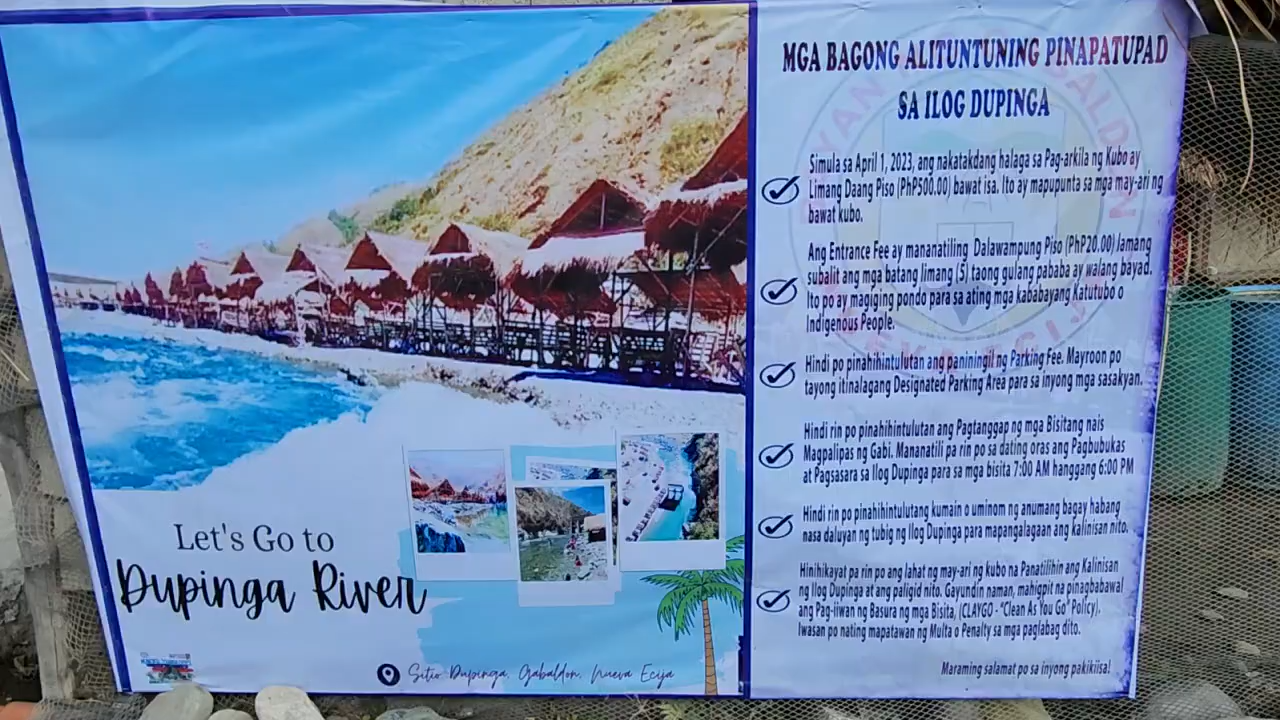 Let's Go to
Dupinga River
Sitio Dupinga, Gabaldon, Nueva Ecija
MGA BAGONG ALITUNTUNING PINAPATUPAD
SA ILOG DUPINGA
Simula sa April 1, 2023, ang nakatakdang halaga sa Pag-arkila ng Kubo ay
Limang Daang Piso (PhP500.00) bawat isa. Ito ay mapupunta sa mga may-ari ng
bawat kubo.
Ang Entrance Fee ay mananatiling Dalawampung Piso (PhP20.00) lamang
subalit ang mga batang limang (5) taong gulang pababa ay walang bayad.
Ito po ay magiging pondo para sa ating mga kababayang Katutubo o
Indigenous People.
Hindi po pinahihintulutan ang paniningil ng Parking Fee. Mayroon po
tayong itinalagang Designated Parking Area para sa inyong mga sasakyan.
Hindi rin po pinahihintulutan ang Pagtanggap ng mga Bisitang nais
Magpalipas ng Gabi. Mananatili pa rin po sa dating oras ang Pagbubukas
at Pagsasara sa Ilog Dupinga para sa mga bisita 7:00 AM hanggang 6:00 PM
Hindi rin po pinahihintulutang kumain o uminom ng anumang bagay habang
nasa daluyan ng tubig ng Ilog Dupinga para mapangalagaan ang kalinisan nito.
Hinihikayat pa rin po ang lahat ng may-ari ng kubo na Panatilihin ang Kalinisan
ng Ilog Dupinga at ang paligid nito. Gayundin naman, mahigpit na pinagbabawal
ang Pag-iiwan ng Basura ng mga Bisita, (CLAYGO - "Clean As You Go" Policy).
Iwasan po nating mapatawan ng Multa o Penalty sa mga paglabag dito.
Maraming salamat po sa inyong pakikiisa!